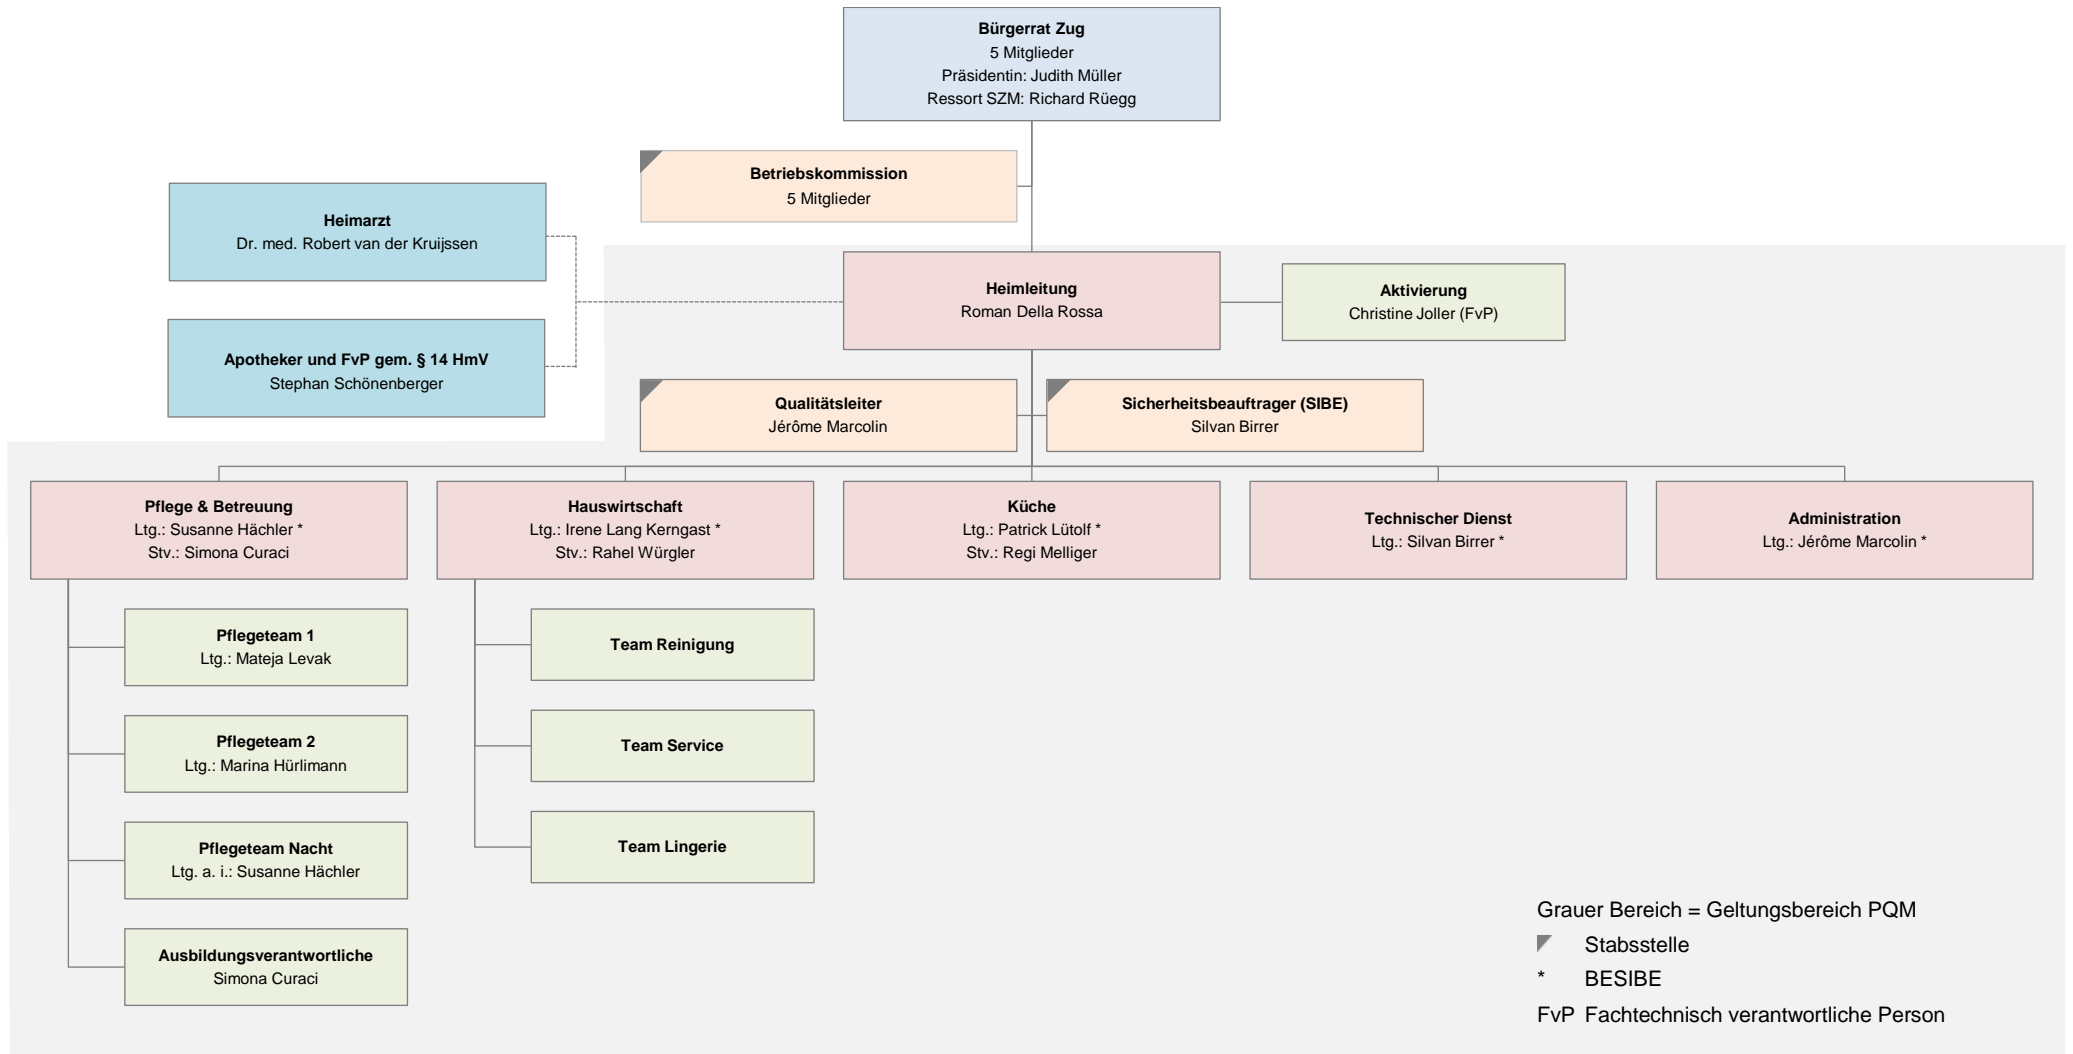 Bürgerrat Zug
5 Mitglieder
Präsidentin: Judith Müller
Ressort SZM: Richard Rüegg
Betriebskommission
5 Mitglieder
Heimarzt
Dr. med. Robert van der Kruijssen
Apotheker und FvP gem. § 14 HmV
Stephan Schönenberger
Heimleitung
Roman Della Rossa
Aktivierung
Christine Joller (FvP)
Qualitätsleiter
Jérôme Marcolin
Sicherheitsbeauftrager (SIBE)
Silvan Birrer
Pflege & Betreuung
Ltg.: Susanne Hächler *
Stv.: Simona Curaci
Hauswirtschaft
Ltg.: Irene Lang Kerngast *
Stv.: Rahel Würgler
Küche
Ltg.: Patrick Lütolf *
Stv.: Regi Melliger
Technischer Dienst
Ltg.: Silvan Birrer *
Administration
Ltg.: Jérôme Marcolin *
Pflegeteam 1
Ltg.: Mateja Levak
Pflegeteam 2
Ltg.: Marina Hürlimann
Pflegeteam Nacht
Ltg. a. i.: Susanne Hächler
Ausbildungsverantwortliche
Simona Curaci
Team Reinigung
Team Service
Team Lingerie
Grauer Bereich = Geltungsbereich PQM
Stabsstelle
* BESIBE
FvP Fachtechnisch verantwortliche Person